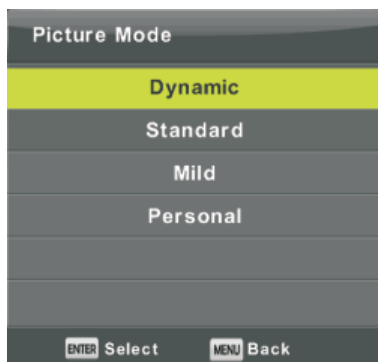 Picture Mode
Dynamic
Standard
Mild
Personal
ENTER Select MENU Back